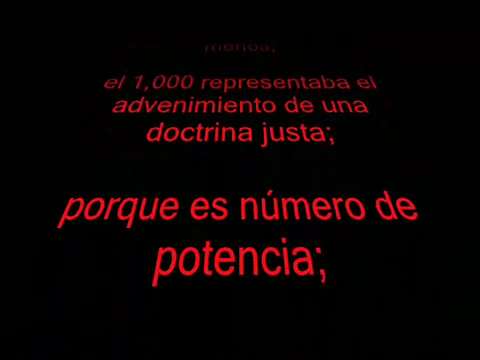 menos;
el 1,000 representaba el
advenimiento de una
doctrina justa;
porque es número de
potencia;